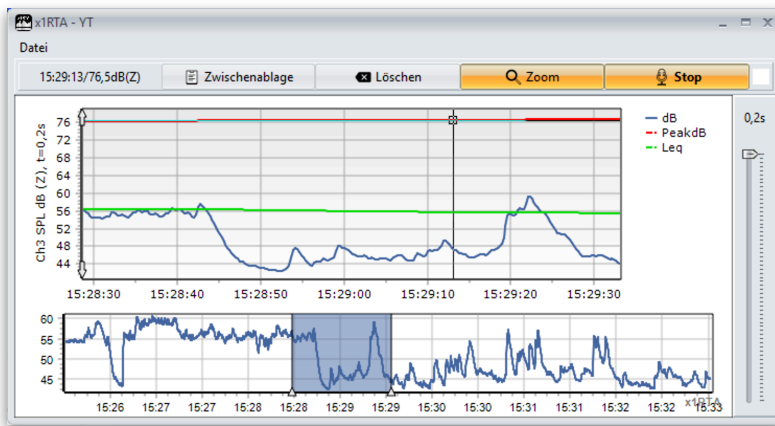 x1RTA - YT
Datei
15:29:13/76,5dB(Z) Zwischenablage Löschen Zoom Stop
0,2s
Ch3 SPL dB (Z), t=0,2s
76
72
68
64
60
56
52
48
44
dB
PeakdB
Leq
15:28:30 15:28:40 15:28:50 15:29:00 15:29:10 15:29:20 15:29:30
60
55
50
45
15:26 15:27 15:27 15:28 15:28 15:29 15:29 15:30 15:30 15:31 15:31 15:32 15:32 15:33
x1RTA